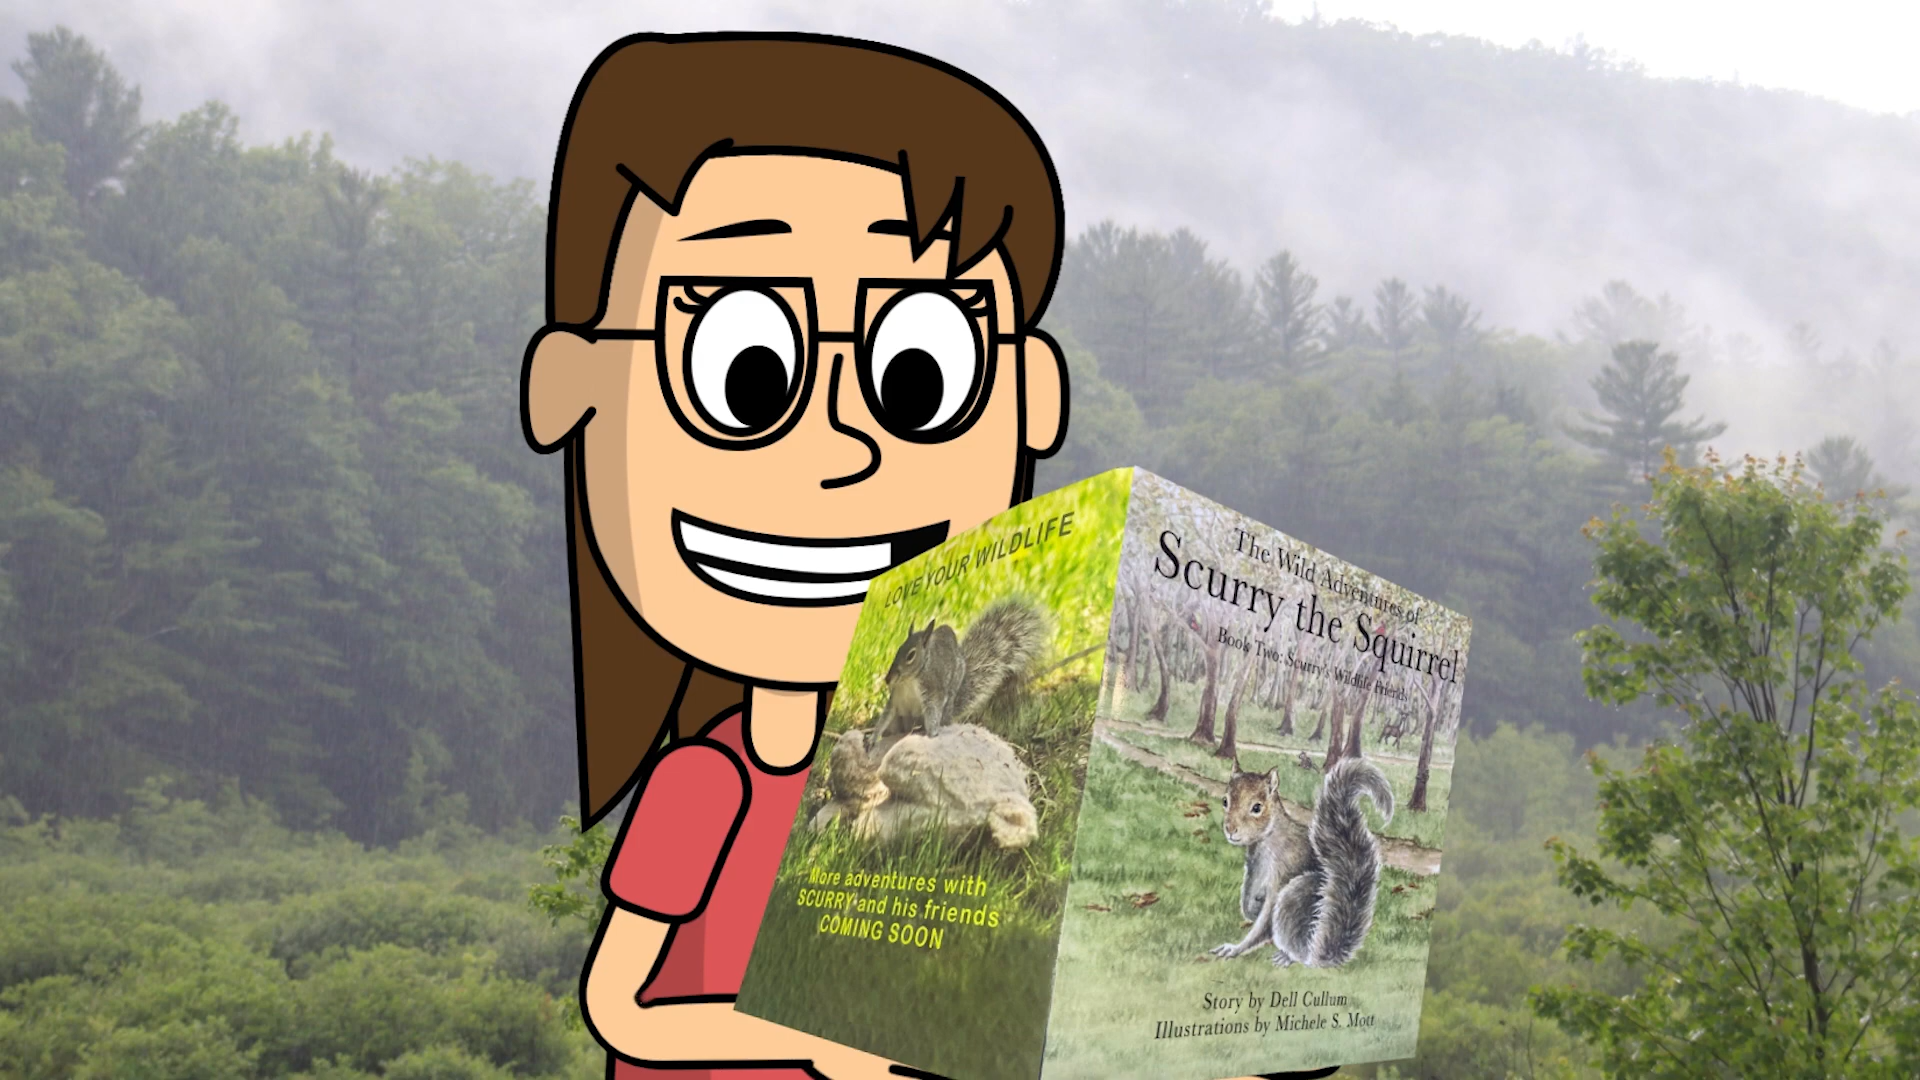 LOVE YOUR WILDLIFE
More adventures with
SCURRY and his friends
COMING SOON
The Wild Adventures of
Scurry the Squirrel
Book Two: Scurry's Wildlife Friends
Story by Dell Cullum
Illustrations by Michele S. Mott